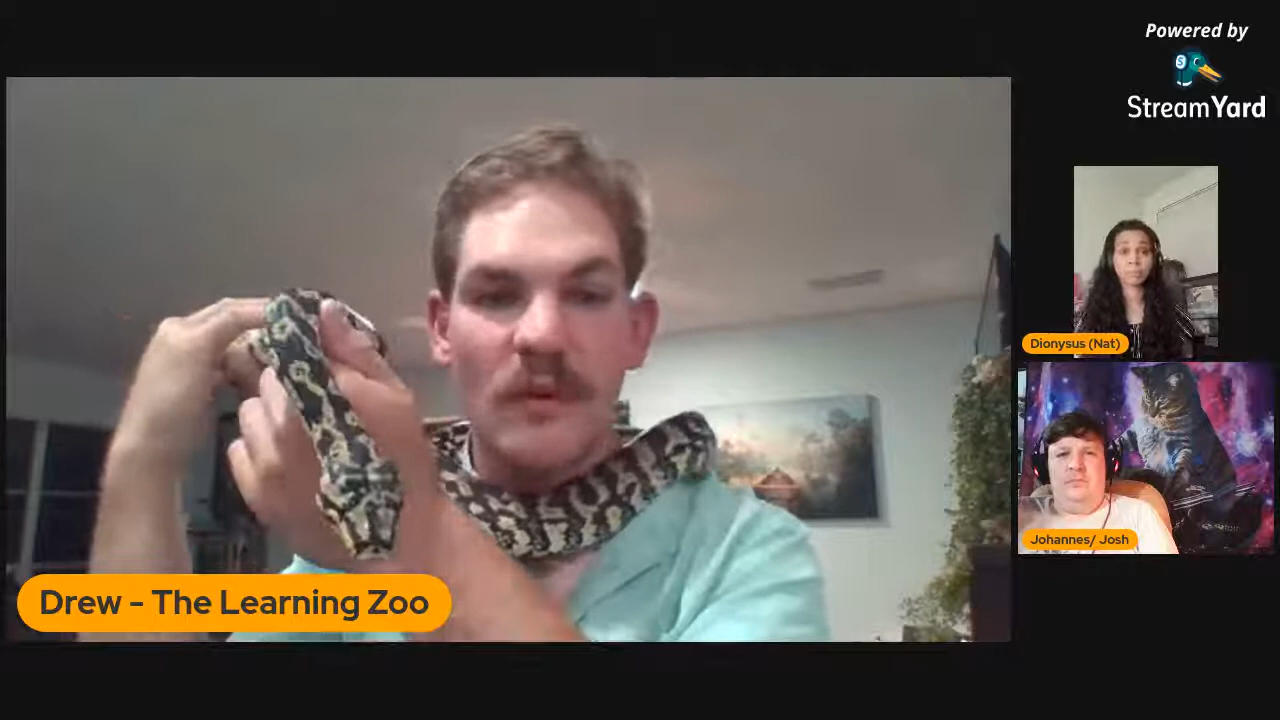 Powered by
StreamYard
Dionysus (Nat)
Johannes/ Josh
Drew - The Learning Zoo